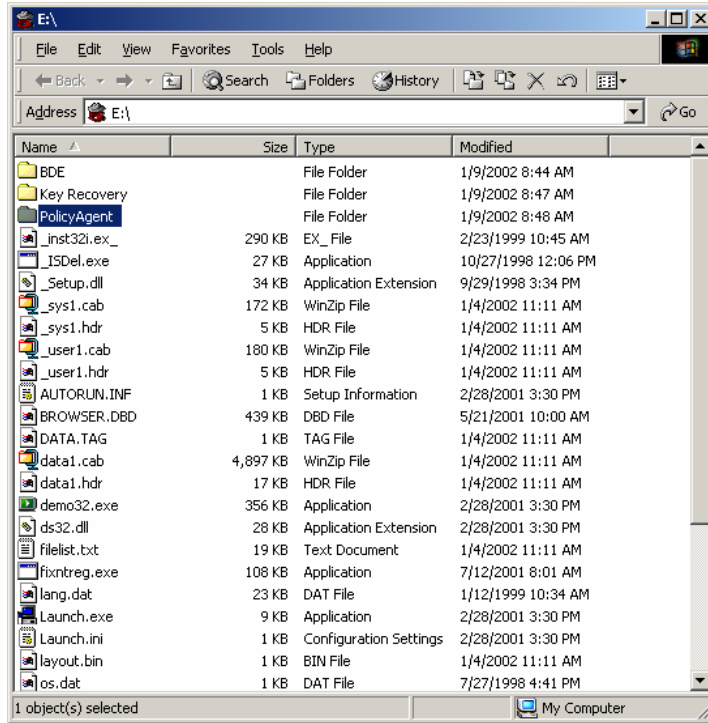 E:\
File Edit View Favorites Tools Help
Back Search Folders History
Address E:\ Go
Name Size Type Modified
BDE File Folder 1/9/2002 8:44 AM
Key Recovery File Folder 1/9/2002 8:47 AM
PolicyAgent File Folder 1/9/2002 8:48 AM
_inst32i.ex_ 290 KB EX_ File 2/23/1999 10:45 AM
_ISDel.exe 27 KB Application 10/27/1998 12:06 PM
_Setup.dll 34 KB Application Extension 9/29/1998 3:34 PM
_sys1.cab 172 KB WinZip File 1/4/2002 11:11 AM
_sys1.hdr 5 KB HDR File 1/4/2002 11:11 AM
_user1.cab 180 KB WinZip File 1/4/2002 11:11 AM
_user1.hdr 5 KB HDR File 1/4/2002 11:11 AM
AUTORUN.INF 1 KB Setup Information 2/28/2001 3:30 PM
BROWSER.DBD 439 KB DBD File 5/21/2001 10:00 AM
DATA.TAG 1 KB TAG File 1/4/2002 11:11 AM
data1.cab 4,897 KB WinZip File 1/4/2002 11:11 AM
data1.hdr 17 KB HDR File 1/4/2002 11:11 AM
demo32.exe 356 KB Application 2/28/2001 3:30 PM
ds32.dll 28 KB Application Extension 2/28/2001 3:30 PM
filelist.txt 19 KB Text Document 1/4/2002 11:11 AM
fixntreg.exe 108 KB Application 7/12/2001 8:01 AM
lang.dat 23 KB DAT File 1/12/1999 10:34 AM
Launch.exe 9 KB Application 2/28/2001 3:30 PM
Launch.ini 1 KB Configuration Settings 2/28/2001 3:30 PM
layout.bin 1 KB BIN File 1/4/2002 11:11 AM
os.dat 1 KB DAT File 7/27/1998 4:41 PM
1 object(s) selected My Computer